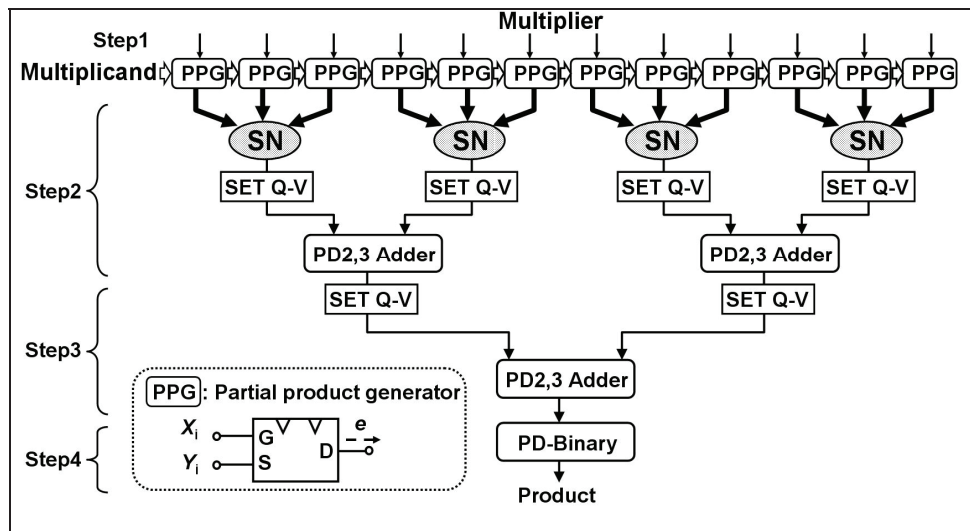 Multiplier
Step1
Multiplicand PPG PPG PPG PPG PPG PPG PPG PPG PPG PPG PPG PPG
SN SN SN SN
Step2
SET Q-V SET Q-V SET Q-V SET Q-V
PD2,3 Adder PD2,3 Adder
SET Q-V SET Q-V
Step3
PD2,3 Adder
PPG : Partial product generator
Xi G e
Yi S D
Step4
PD-Binary
Product